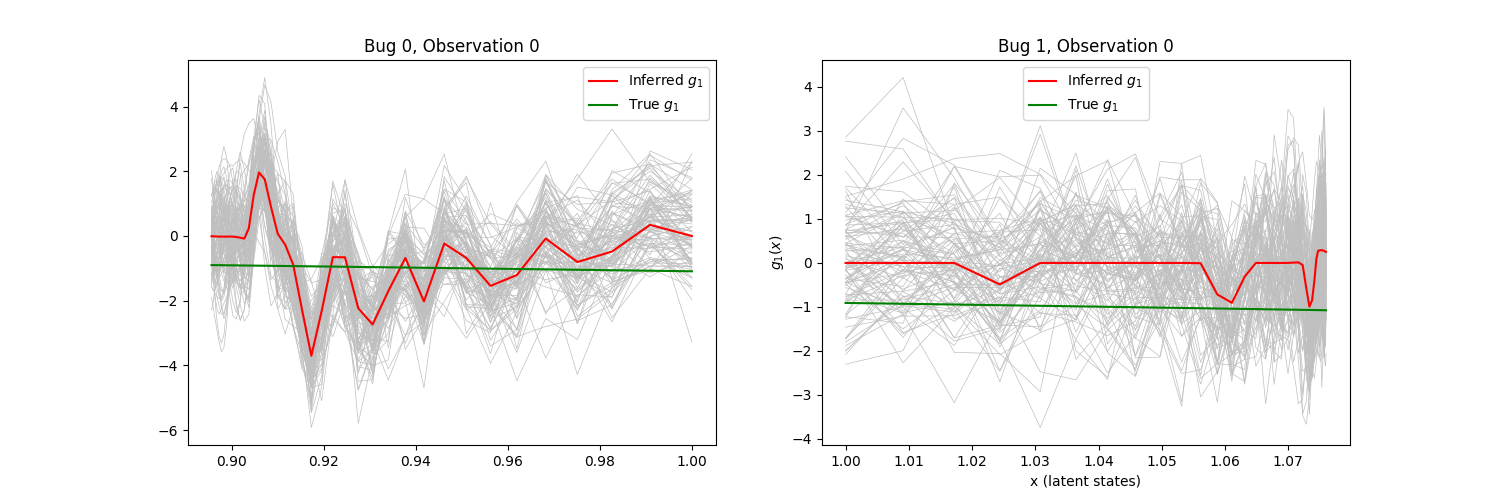 Bug 0, Observation 0
Inferred g₁
True g₁
4
2
0
−2
−4
−6
0.90 0.92 0.94 0.96 0.98 1.00
Bug 1, Observation 0
Inferred g₁
True g₁
g₁(x)
4
3
2
1
0
−1
−2
−3
−4
1.00 1.01 1.02 1.03 1.04 1.05 1.06 1.07
x (latent states)